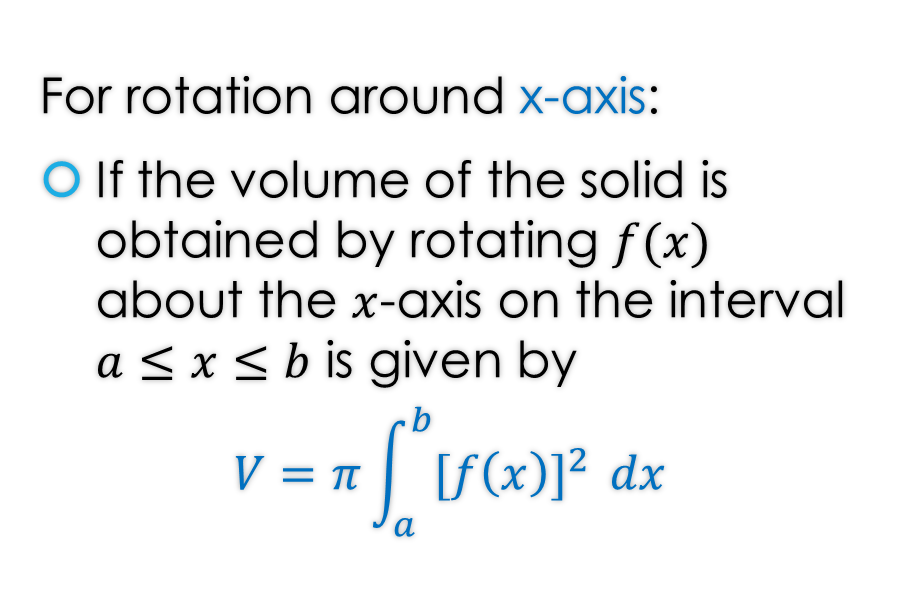 For rotation around x-axis:
If the volume of the solid is
obtained by rotating f(x)
about the x-axis on the interval
a ≤ x ≤ b is given by
V = π ∫_a^b [f(x)]² dx